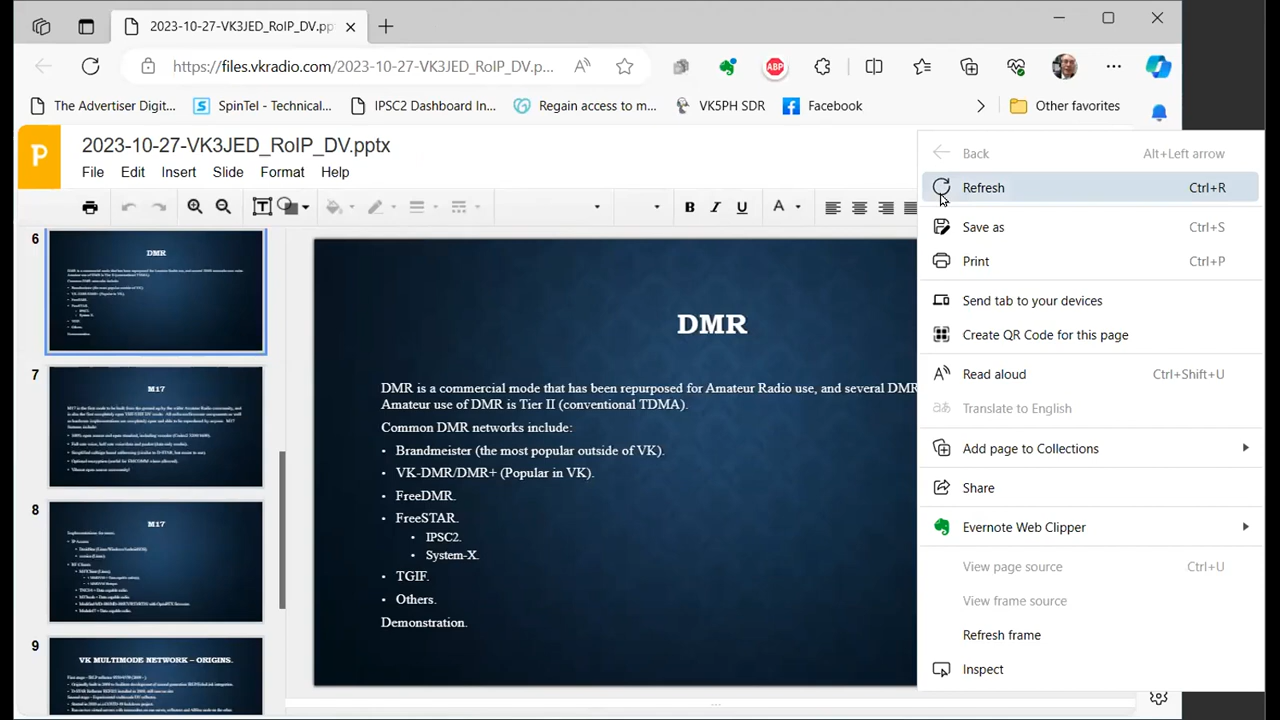 2023-10-27-VK3JED_RoIP_DV.pp
https://files.vkradio.com/2023-10-27-VK3JED_RoIP_DV.p...
ABP
The Advertiser Digit...
SpinTel - Technical...
IPSC2 Dashboard In...
Regain access to m...
VK5PH SDR
Facebook
Other favorites
P
2023-10-27-VK3JED_RoIP_DV.pptx
File Edit Insert Slide Format Help
B I U A
6
DMR
7
M17
8
M17
9
VK MULTIMODE NETWORK – ORIGINS.
DMR
DMR is a commercial mode that has been repurposed for Amateur Radio use, and several DMR
Amateur use of DMR is Tier II (conventional TDMA).
Common DMR networks include:
• Brandmeister (the most popular outside of VK).
• VK-DMR/DMR+ (Popular in VK).
• FreeDMR.
• FreeSTAR.
• IPSC2.
• System-X.
• TGIF.
• Others.
Demonstration.
Back Alt+Left arrow
Refresh Ctrl+R
Save as Ctrl+S
Print Ctrl+P
Send tab to your devices
Create QR Code for this page
Read aloud Ctrl+Shift+U
Translate to English
Add page to Collections
Share
Evernote Web Clipper
View page source Ctrl+U
View frame source
Refresh frame
Inspect